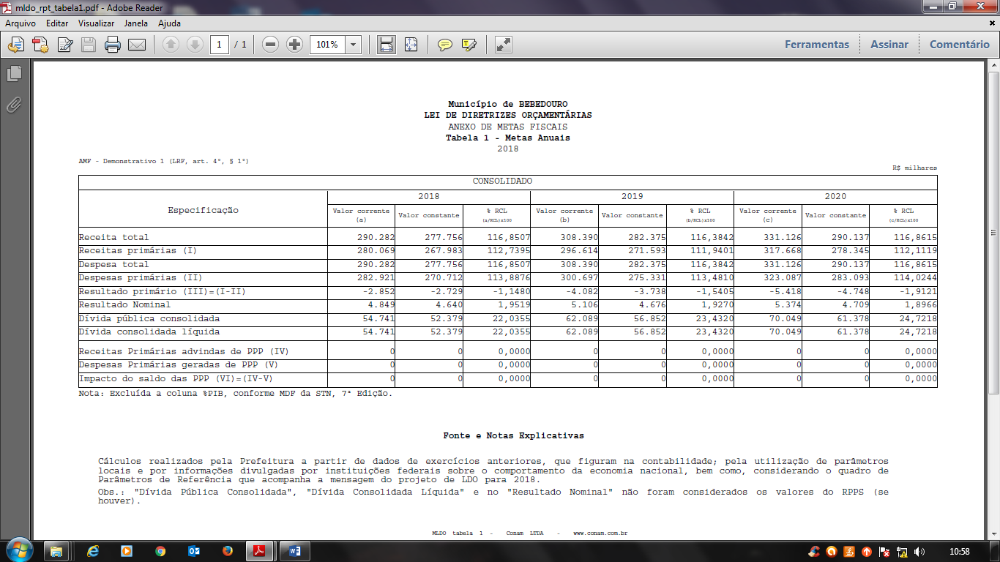 mldo_rpt_tabela1.pdf - Adobe Reader
Arquivo Editar Visualizar Janela Ajuda
1 / 1 101% Ferramentas Assinar Comentário
Município de BEBEDOURO
LEI DE DIRETRIZES ORÇAMENTÁRIAS
ANEXO DE METAS FISCAIS
Tabela 1 - Metas Anuais
2018
AMF - Demonstrativo 1 (LRF, art. 4º, § 1º)
R$ milhares
CONSOLIDADO
Especificação 2018 2019 2020
Valor corrente (a) Valor constante % RCL (a/RCL)x100 Valor corrente (b) Valor constante % RCL (b/RCL)x100 Valor corrente (c) Valor constante % RCL (c/RCL)x100
Receita total 290.282 277.756 116,8507 308.390 282.375 116,3842 331.126 290.137 116,8615
Receitas primárias (I) 280.069 267.983 112,7395 296.614 271.593 111,9401 317.668 278.345 112,1119
Despesa total 290.282 277.756 116,8507 308.390 282.375 116,3842 331.126 290.137 116,8615
Despesas primárias (II) 282.921 270.712 113,8876 300.697 275.331 113,4810 323.087 283.093 114,0244
Resultado primário (III)=(I-II) -2.852 -2.729 -1,1480 -4.082 -3.738 -1,5405 -5.418 -4.748 -1,9121
Resultado Nominal 4.849 4.640 1,9519 5.106 4.676 1,9270 5.374 4.709 1,8966
Dívida pública consolidada 54.741 52.379 22,0355 62.089 56.852 23,4320 70.049 61.378 24,7218
Dívida consolidada líquida 54.741 52.379 22,0355 62.089 56.852 23,4320 70.049 61.378 24,7218
Receitas Primárias advindas de PPP (IV) 0 0 0,0000 0 0 0,0000 0 0 0,0000
Despesas Primárias geradas de PPP (V) 0 0 0,0000 0 0 0,0000 0 0 0,0000
Impacto do saldo das PPP (VI)=(IV-V) 0 0 0,0000 0 0 0,0000 0 0 0,0000
Nota: Excluída a coluna %PIB, conforme MDF da STN, 7ª Edição.
Fonte e Notas Explicativas
Cálculos realizados pela Prefeitura a partir de dados de exercícios anteriores, que figuram na contabilidade; pela utilização de parâmetros
locais e por informações divulgadas por instituições federais sobre o comportamento da economia nacional, bem como, considerando o quadro de
Parâmetros de Referência que acompanha a mensagem do projeto de LDO para 2018.
Obs.: "Dívida Pública Consolidada", "Dívida Consolidada Líquida" e no "Resultado Nominal" não foram considerados os valores do RPPS (se
houver).
MLDO tabela 1 - Conam LTDA - www.conam.com.br
10:58